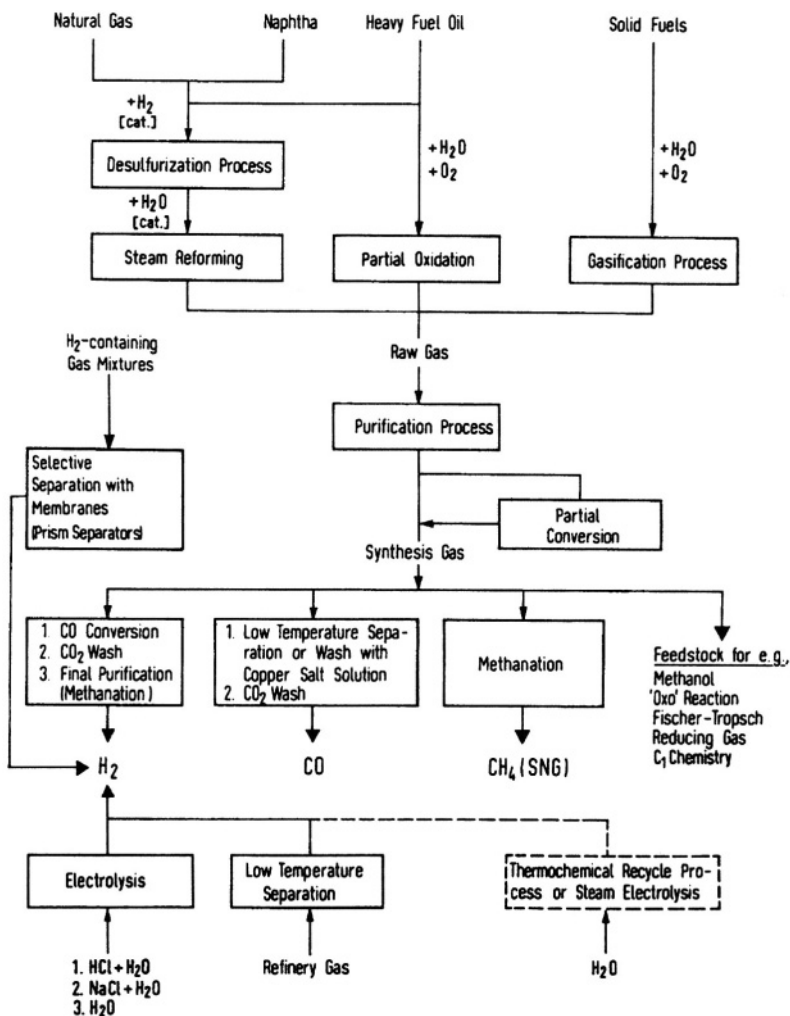 Natural Gas
Naphtha
Heavy Fuel Oil
Solid Fuels
+H₂
[cat.]
+H₂O
+O₂
+H₂O
+O₂
Desulfurization Process
+H₂O
[cat.]
Steam Reforming
Partial Oxidation
Gasification Process
H₂-containing
Gas Mixtures
Raw Gas
Purification Process
Selective
Separation with
Membranes
(Prism Separators)
Partial
Conversion
Synthesis Gas
1. CO Conversion
2. CO₂ Wash
3. Final Purification
(Methanation)
1. Low Temperature Sepa-
ration or Wash with
Copper Salt Solution
2. CO₂ Wash
Methanation
Feedstock for e.g.,
Methanol
'Oxo' Reaction
Fischer-Tropsch
Reducing Gas
C₁ Chemistry
H₂
CO
CH₄ (SNG)
Electrolysis
Low Temperature
Separation
Thermochemical Recycle Pro-
cess or Steam Electrolysis
1. HCl + H₂O
2. NaCl + H₂O
3. H₂O
Refinery Gas
H₂O